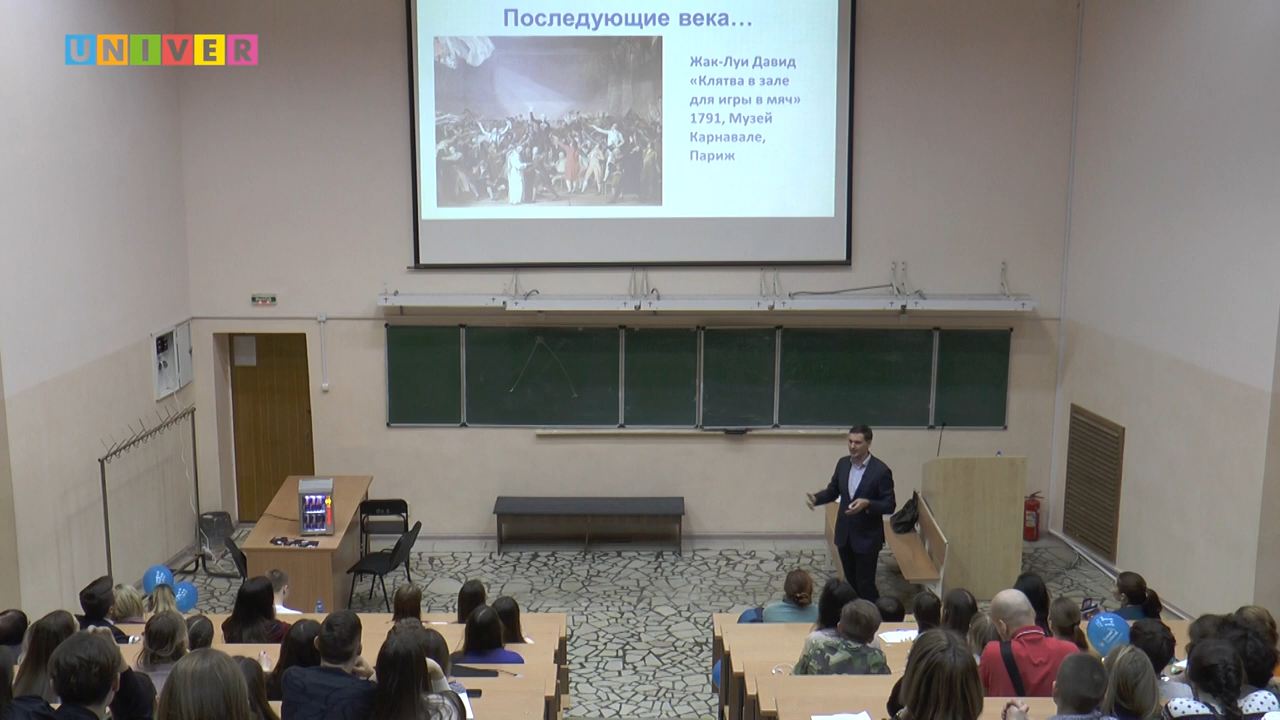 UNIVER
Последующие века…
Жак-Луи Давид
«Клятва в зале
для игры в мяч»
1791, Музей
Карнавале,
Париж